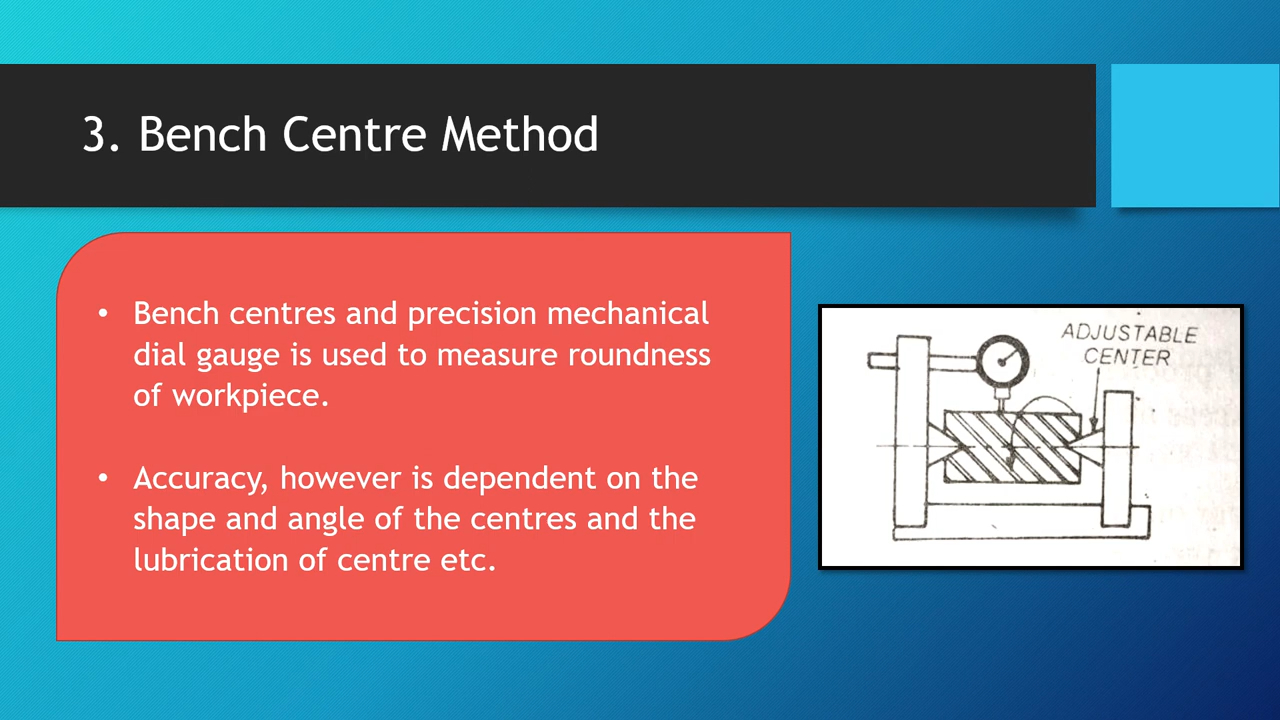 3. Bench Centre Method
• Bench centres and precision mechanical
dial gauge is used to measure roundness
of workpiece.
• Accuracy, however is dependent on the
shape and angle of the centres and the
lubrication of centre etc.
ADJUSTABLE
CENTER